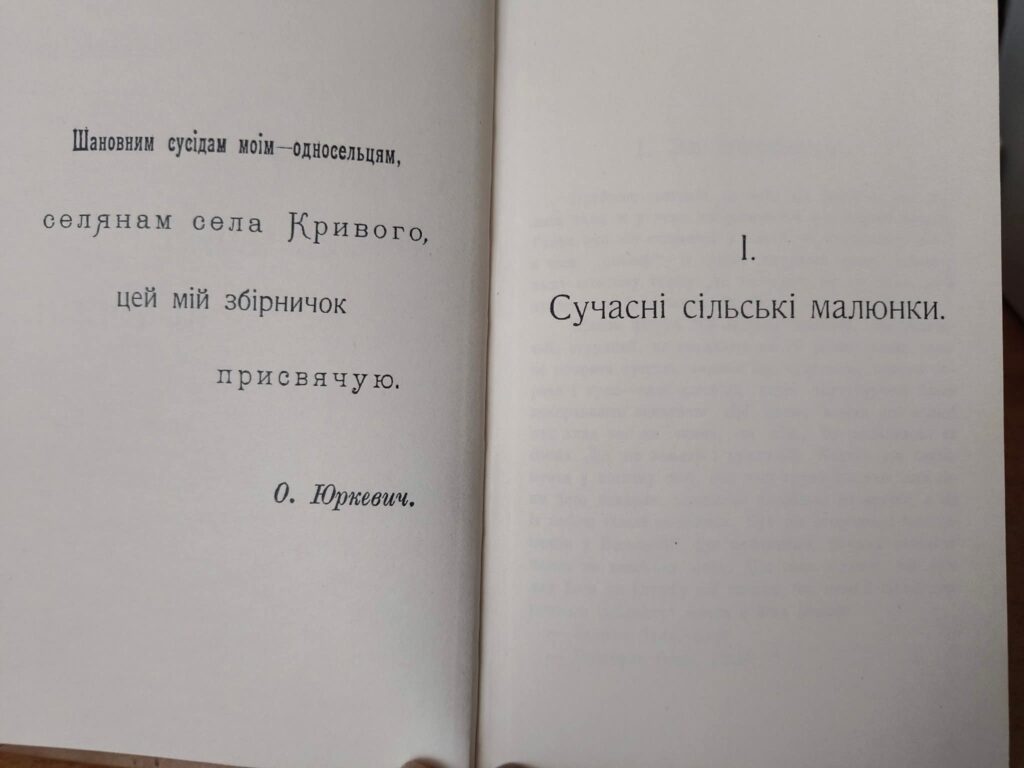 Шановним сусідам моім—односельцям,
селянам села Кривого,
цей мій збірничок
присвячую.
О. Юркевич.
I.
Сучасні сільські малюнки.